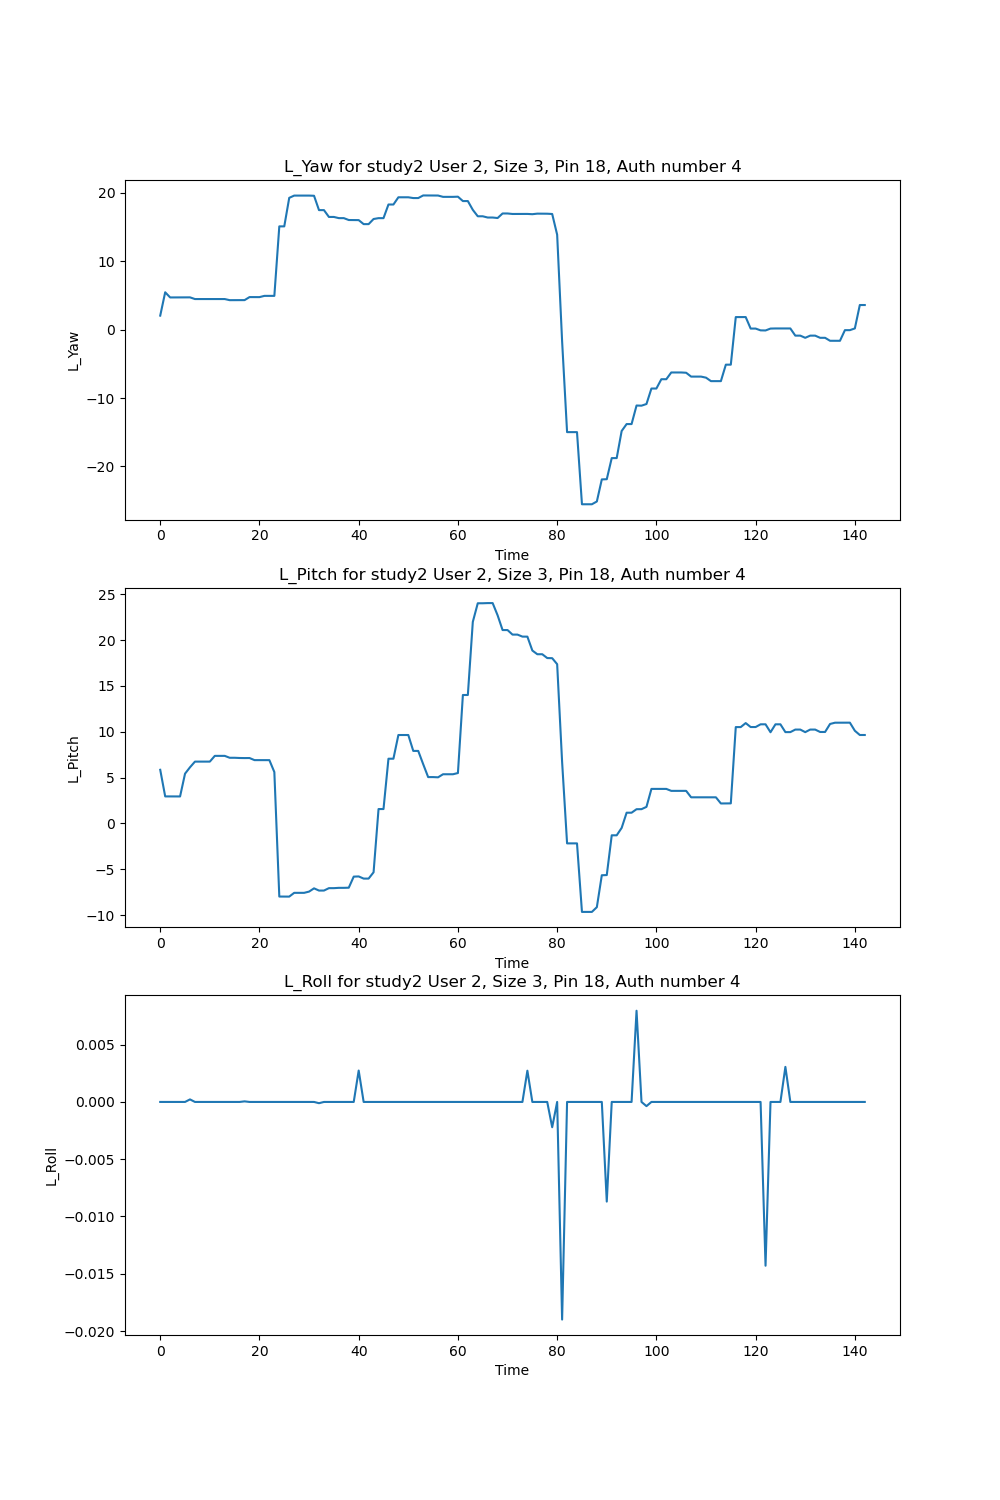 L_Yaw for study2 User 2, Size 3, Pin 18, Auth number 4
20
10
0
−10
−20
L_Yaw
0 20 40 60 80 100 120 140
Time
L_Pitch for study2 User 2, Size 3, Pin 18, Auth number 4
25
20
15
10
5
0
−5
−10
L_Pitch
0 20 40 60 80 100 120 140
Time
L_Roll for study2 User 2, Size 3, Pin 18, Auth number 4
0.005
0.000
−0.005
−0.010
−0.015
−0.020
L_Roll
0 20 40 60 80 100 120 140
Time